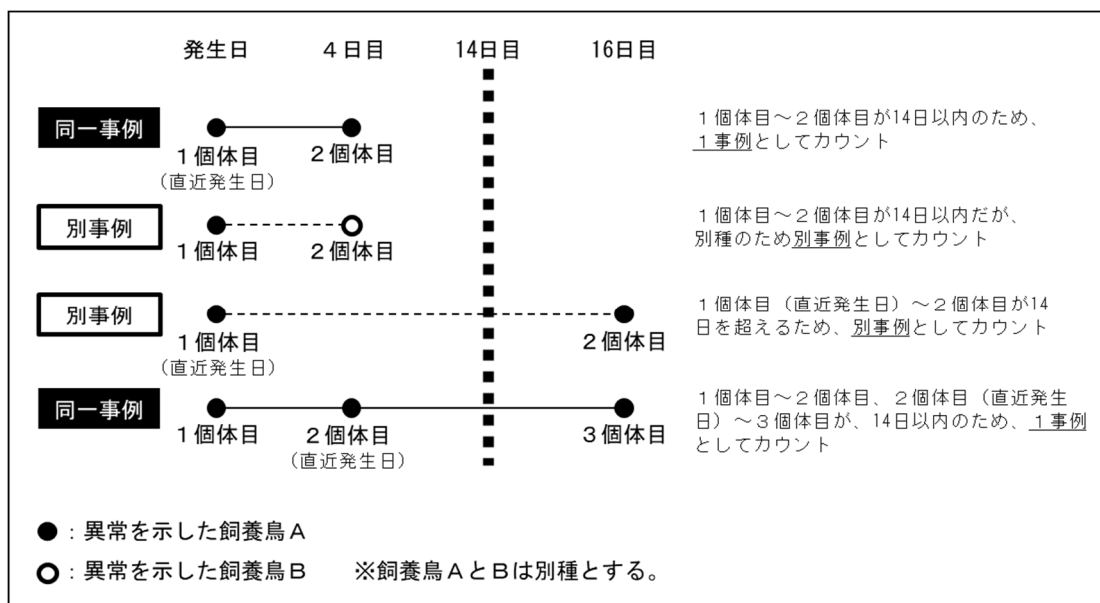 発生日 4日目 14日目 16日目
同一事例
1個体目 2個体目
(直近発生日)
1個体目～2個体目が14日以内のため、
1事例としてカウント
別事例
1個体目 2個体目
1個体目～2個体目が14日以内だが、
別種のため別事例としてカウント
別事例
1個体目 2個体目
(直近発生日)
1個体目（直近発生日）～2個体目が14
日を超えるため、別事例としてカウント
同一事例
1個体目 2個体目 3個体目
(直近発生日)
1個体目～2個体目、2個体目（直近発生
日）～3個体目が、14日以内のため、1事例
としてカウント
●：異常を示した飼養鳥A
○：異常を示した飼養鳥B ※飼養鳥AとBは別種とする。